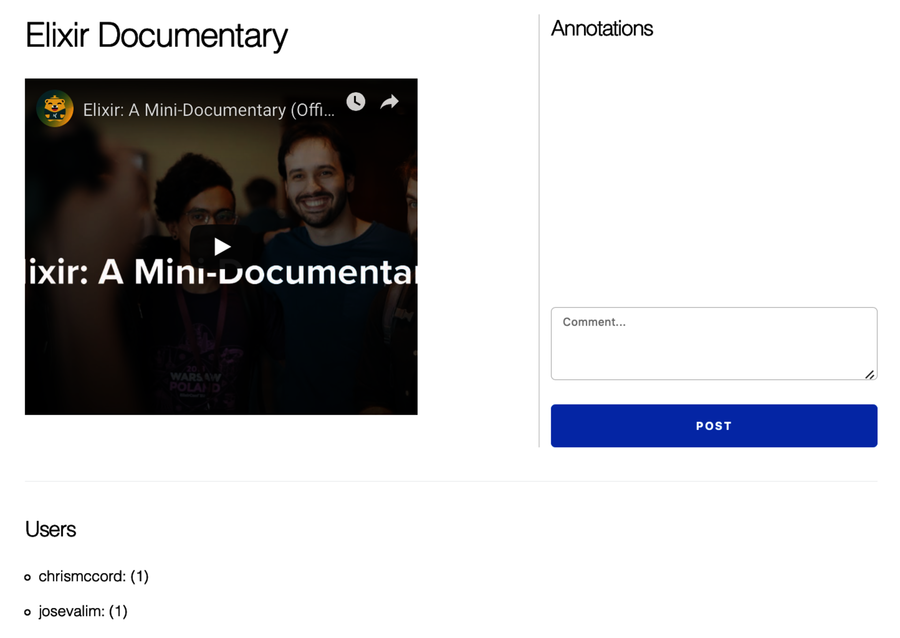 Elixir Documentary
Elixir: A Mini-Documentary (Offi...
lixir: A Mini-Documentar
WARSAW
POLAND
Annotations
Comment...
POST
Users
chrismccord: (1)
josevalim: (1)